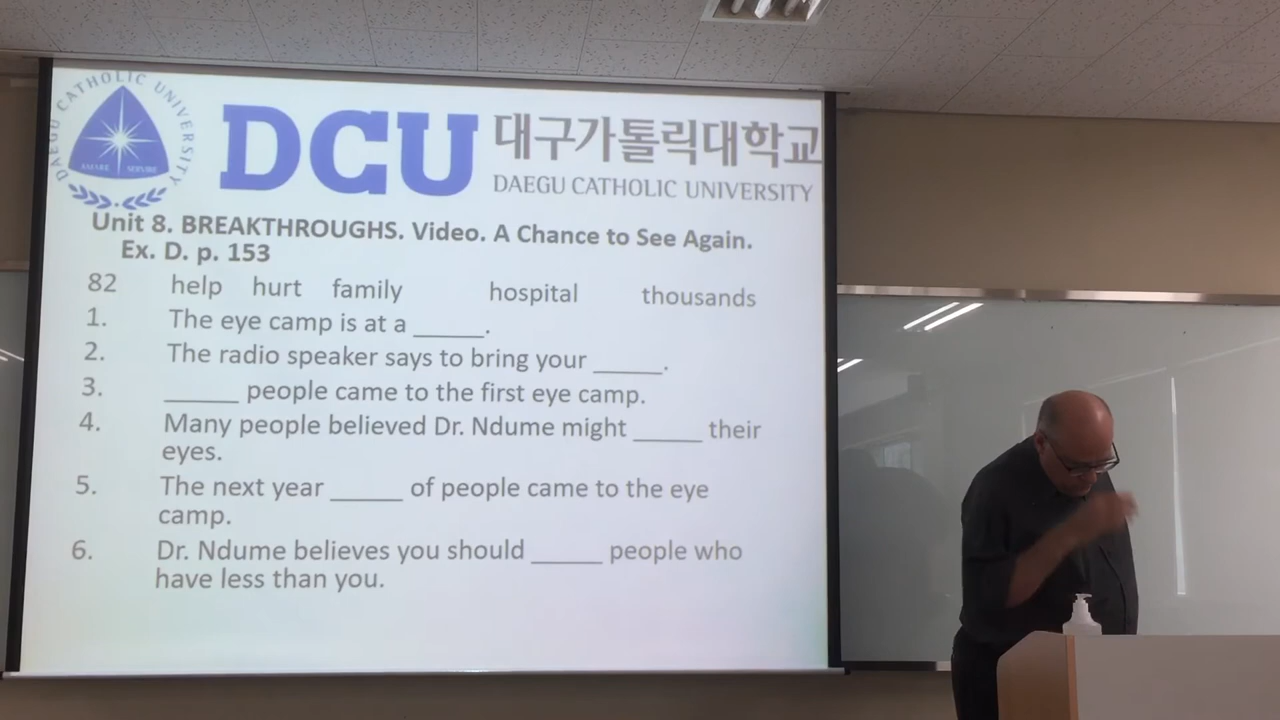 DAEGU CATHOLIC UNIVERSITY
DCU 대구가톨릭대학교
DAEGU CATHOLIC UNIVERSITY
Unit 8. BREAKTHROUGHS. Video. A Chance to See Again.
Ex. D. p. 153
82 help hurt family hospital thousands
1. The eye camp is at a ______.
2. The radio speaker says to bring your ______.
3. ______ people came to the first eye camp.
4. Many people believed Dr. Ndume might ______ their
eyes.
5. The next year ______ of people came to the eye
camp.
6. Dr. Ndume believes you should ______ people who
have less than you.